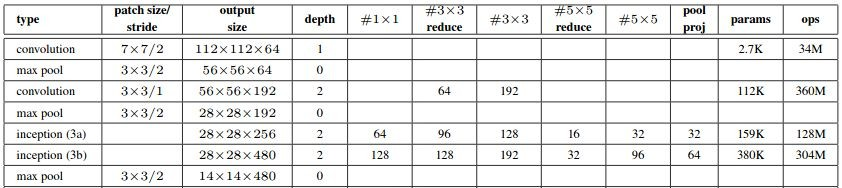 type patch size/ stride output size depth #1×1 #3×3 reduce #3×3 #5×5 reduce #5×5 pool proj params ops
convolution 7×7/2 112×112×64 1 2.7K 34M
max pool 3×3/2 56×56×64 0
convolution 3×3/1 56×56×192 2 64 192 112K 360M
max pool 3×3/2 28×28×192 0
inception (3a) 28×28×256 2 64 96 128 16 32 32 159K 128M
inception (3b) 28×28×480 2 128 128 192 32 96 64 380K 304M
max pool 3×3/2 14×14×480 0